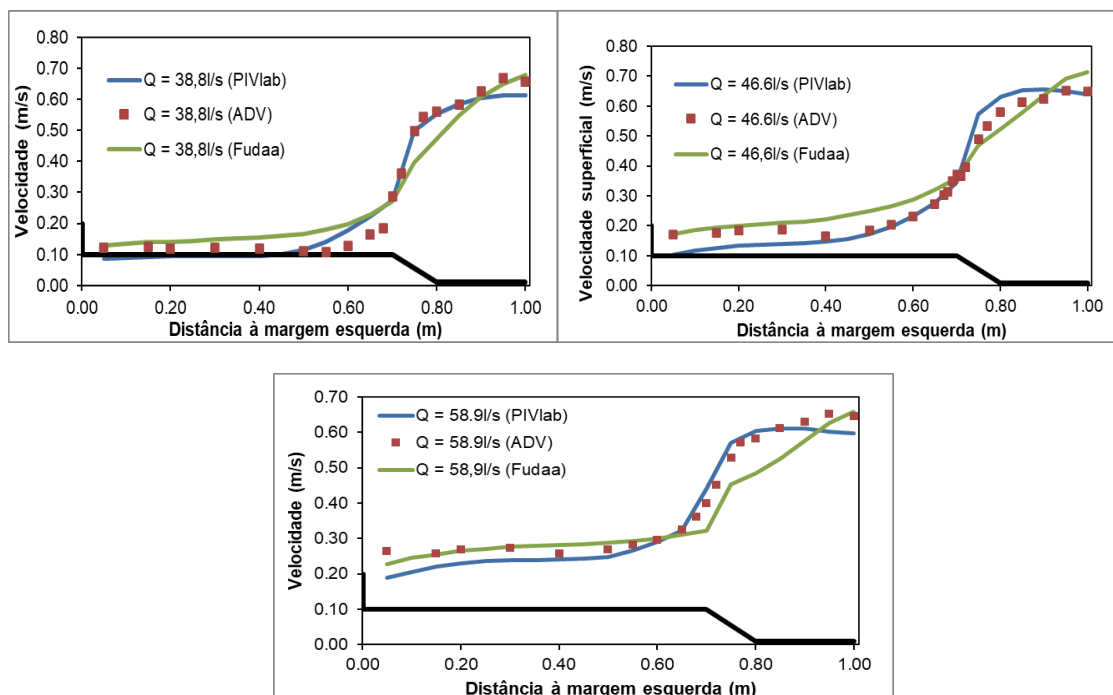 0.80
0.70
0.60
0.50
0.40
0.30
0.20
0.10
0.00
Velocidade (m/s)
Q = 38,8l/s (PIVlab)
Q = 38,8l/s (ADV)
Q = 38,8l/s (Fudaa)
0.00 0.20 0.40 0.60 0.80 1.00
Distância à margem esquerda (m)
0.80
0.70
0.60
0.50
0.40
0.30
0.20
0.10
0.00
Velocidade superficial (m/s)
Q = 46.6l/s (PIVlab)
Q = 46.6l/s (ADV)
Q = 46,6l/s (Fudaa)
0.00 0.20 0.40 0.60 0.80 1.00
Distância à margem esquerda (m)
0.70
0.60
0.50
0.40
0.30
0.20
0.10
0.00
Velocidade (m/s)
Q = 58.9l/s (PIVlab)
Q = 58.9l/s (ADV)
Q = 58,9l/s (Fudaa)
0.00 0.20 0.40 0.60 0.80 1.00
Distância à margem esquerda (m)